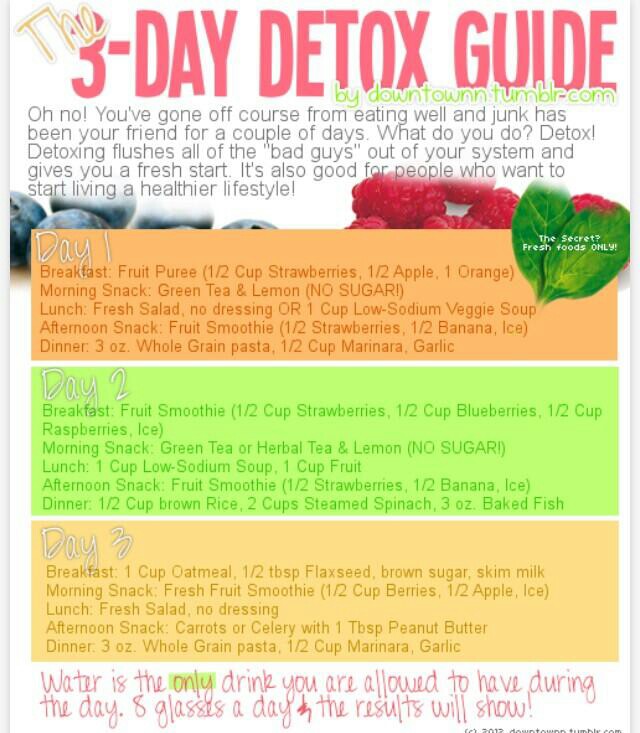 The
3-DAY DETOX GUIDE
by downtownn.tumblr.com
Oh no! You've gone off course from eating well and junk has
been your friend for a couple of days. What do you do? Detox!
Detoxing flushes all of the "bad guys" out of your system and
gives you a fresh start. It's also good for people who want to
start living a healthier lifestyle!
The Secret?
Fresh foods ONLY!
Day 1
Breakfast: Fruit Puree (1/2 Cup Strawberries, 1/2 Apple, 1 Orange)
Morning Snack: Green Tea & Lemon (NO SUGAR!)
Lunch: Fresh Salad, no dressing OR 1 Cup Low-Sodium Veggie Soup
Afternoon Snack: Fruit Smoothie (1/2 Strawberries, 1/2 Banana, Ice)
Dinner: 3 oz. Whole Grain pasta, 1/2 Cup Marinara, Garlic
Day 2
Breakfast: Fruit Smoothie (1/2 Cup Strawberries, 1/2 Cup Blueberries, 1/2 Cup
Raspberries, Ice)
Morning Snack: Green Tea or Herbal Tea & Lemon (NO SUGAR!)
Lunch: 1 Cup Low-Sodium Soup, 1 Cup Fruit
Afternoon Snack: Fruit Smoothie (1/2 Strawberries, 1/2 Banana, Ice)
Dinner: 1/2 Cup brown Rice, 2 Cups Steamed Spinach, 3 oz. Baked Fish
Day 3
Breakfast: 1 Cup Oatmeal, 1/2 tbsp Flaxseed, brown sugar, skim milk
Morning Snack: Fresh Fruit Smoothie (1/2 Cup Berries, 1/2 Apple, Ice)
Lunch: Fresh Salad, no dressing
Afternoon Snack: Carrots or Celery with 1 Tbsp Peanut Butter
Dinner: 3 oz. Whole Grain pasta, 1/2 Cup Marinara, Garlic
Water is the only drink you are allowed to have during
the day. 8 glasses a day & the results will show!
(c) 2012 downtownn.tumblr.com